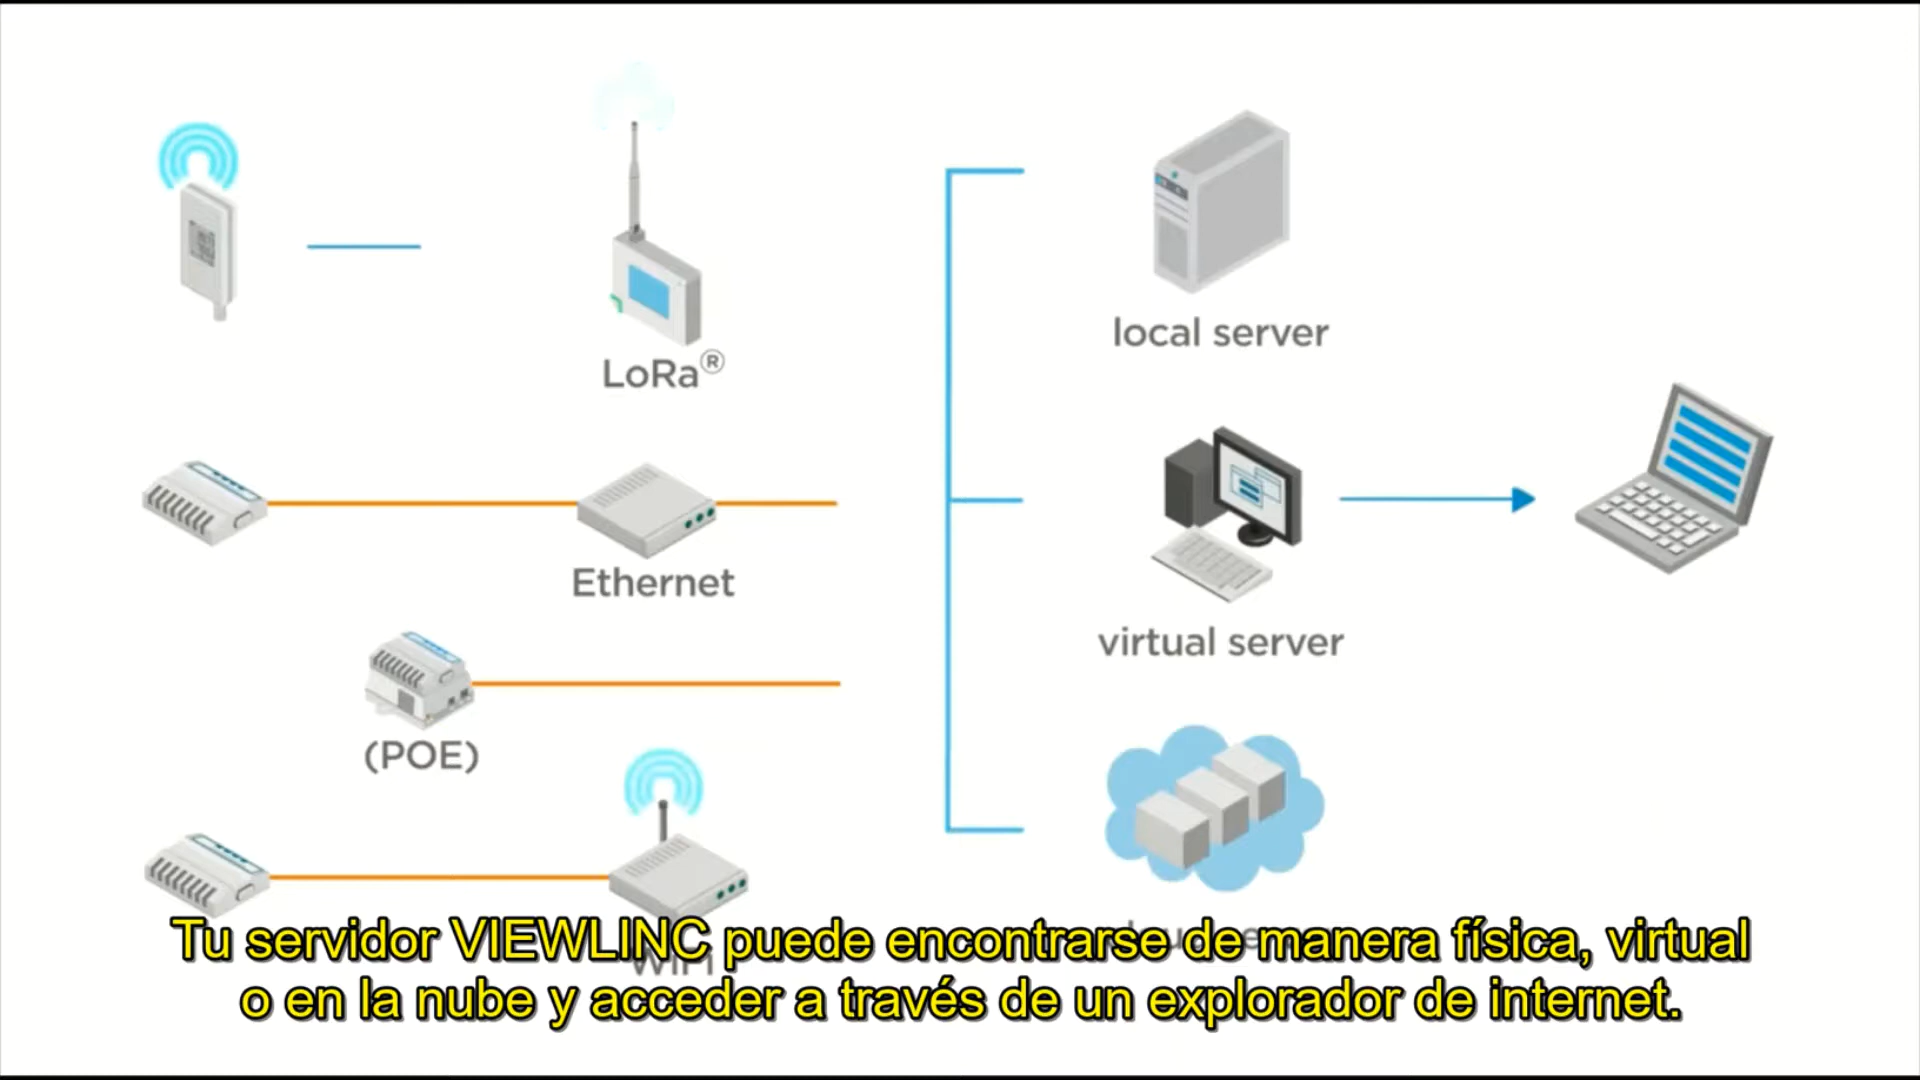 LoRa®
local server
Ethernet
virtual server
(POE)
WiFi
Tu servidor VIEWLINC puede encontrarse de manera física, virtual
o en la nube y acceder a través de un explorador de internet.